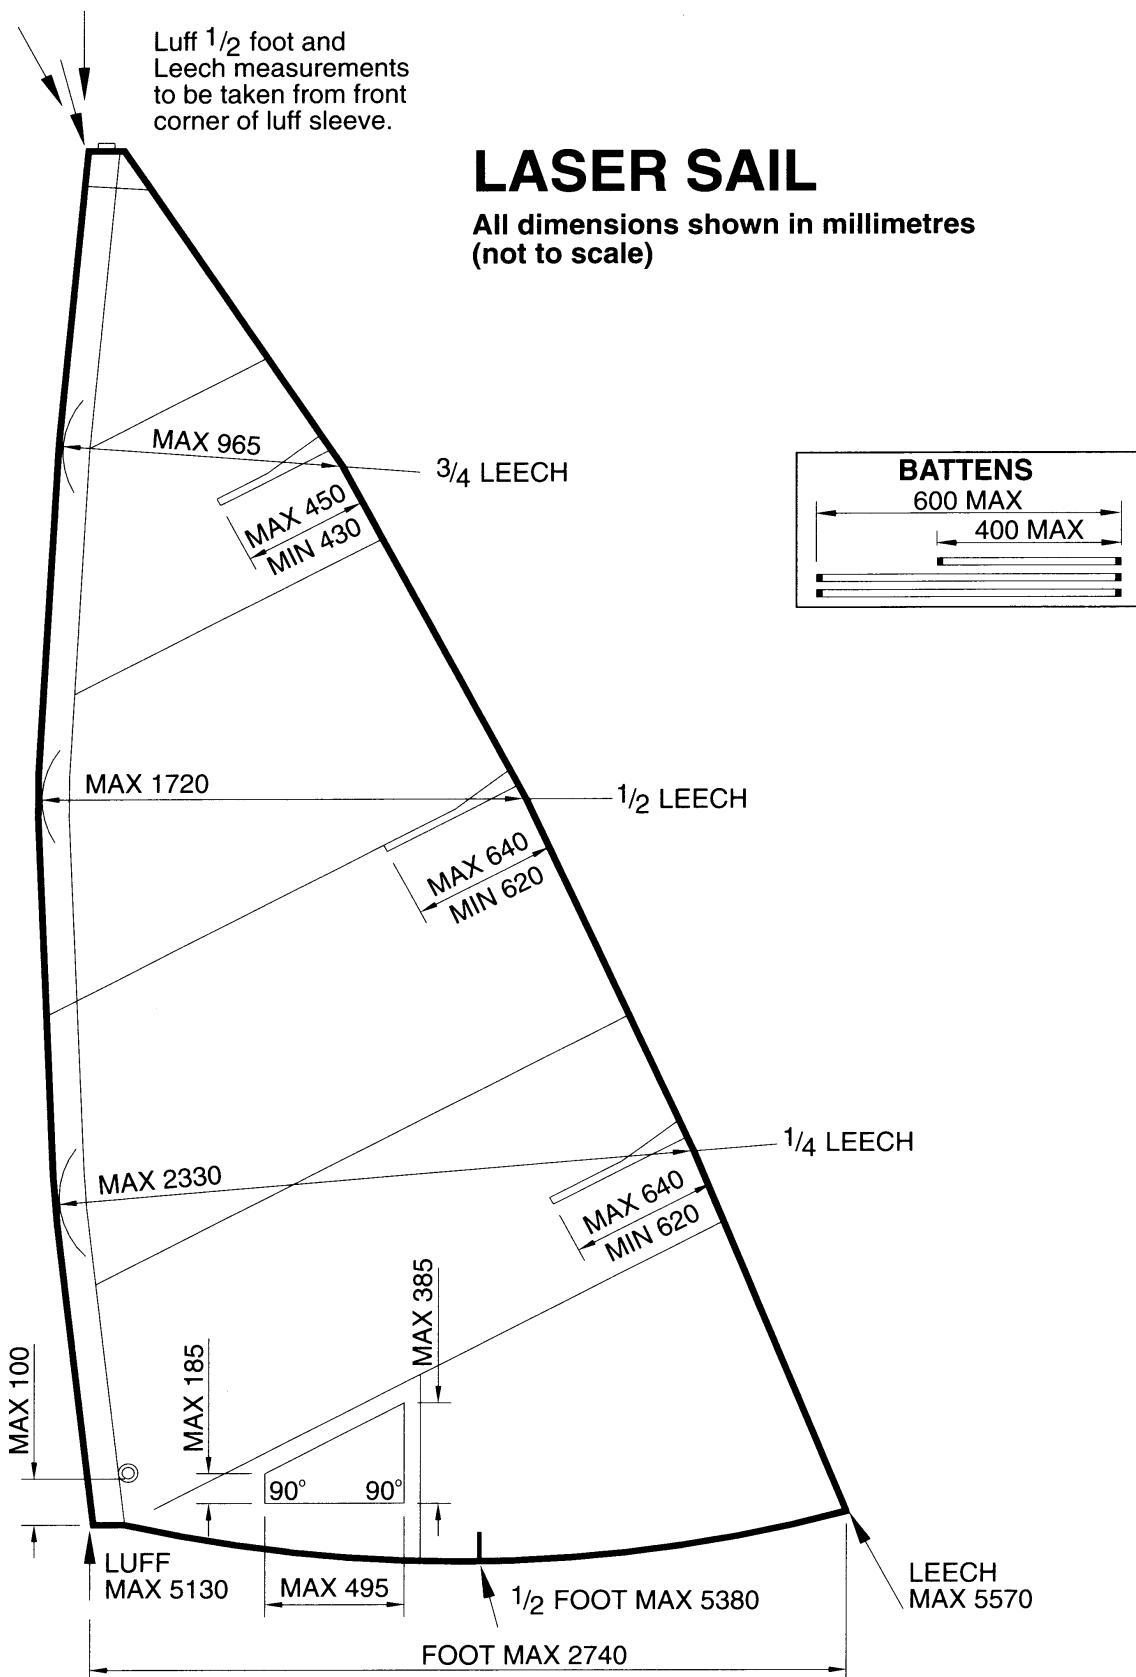 Luff 1/2 foot and
Leech measurements
to be taken from front
corner of luff sleeve.
LASER SAIL
All dimensions shown in millimetres
(not to scale)
MAX 965
3/4 LEECH
MAX 450
MIN 430
BATTENS
600 MAX
400 MAX
MAX 1720
1/2 LEECH
MAX 640
MIN 620
1/4 LEECH
MAX 2330
MAX 640
MIN 620
MAX 385
MAX 185
MAX 100
90° 90°
LUFF
MAX 5130
MAX 495
1/2 FOOT MAX 5380
LEECH
MAX 5570
FOOT MAX 2740